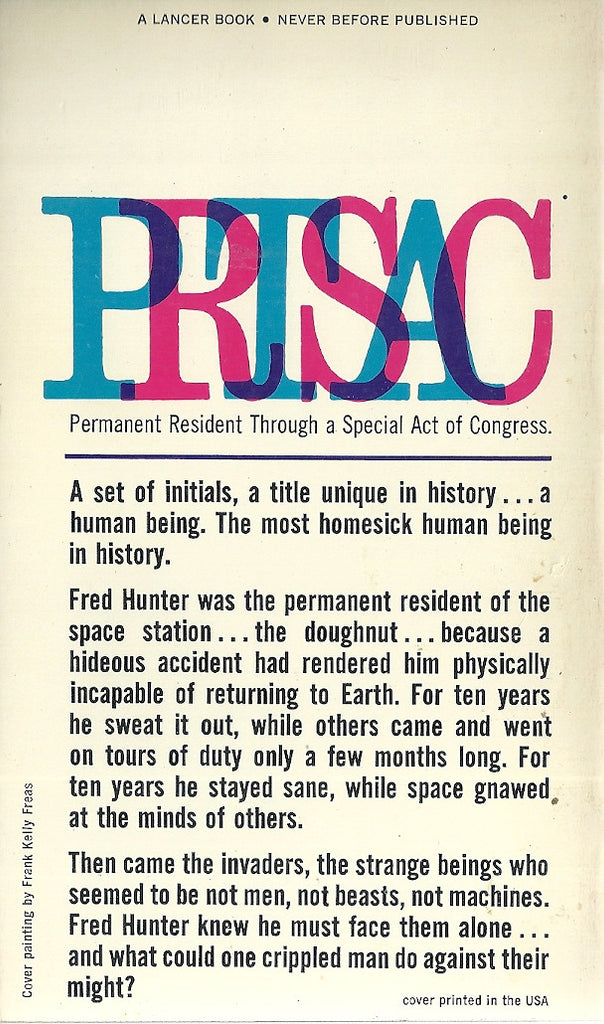 A LANCER BOOK • NEVER BEFORE PUBLISHED
PRTSAC
Permanent Resident Through a Special Act of Congress.
A set of initials, a title unique in history...a
human being. The most homesick human being
in history.
Fred Hunter was the permanent resident of the
space station...the doughnut...because a
hideous accident had rendered him physically
incapable of returning to Earth. For ten years
he sweat it out, while others came and went
on tours of duty only a few months long. For
ten years he stayed sane, while space gnawed
at the minds of others.
Then came the invaders, the strange beings who
seemed to be not men, not beasts, not machines.
Fred Hunter knew he must face them alone...
and what could one crippled man do against their
might?
cover printed in the USA
Cover painting by Frank Kelly Freas